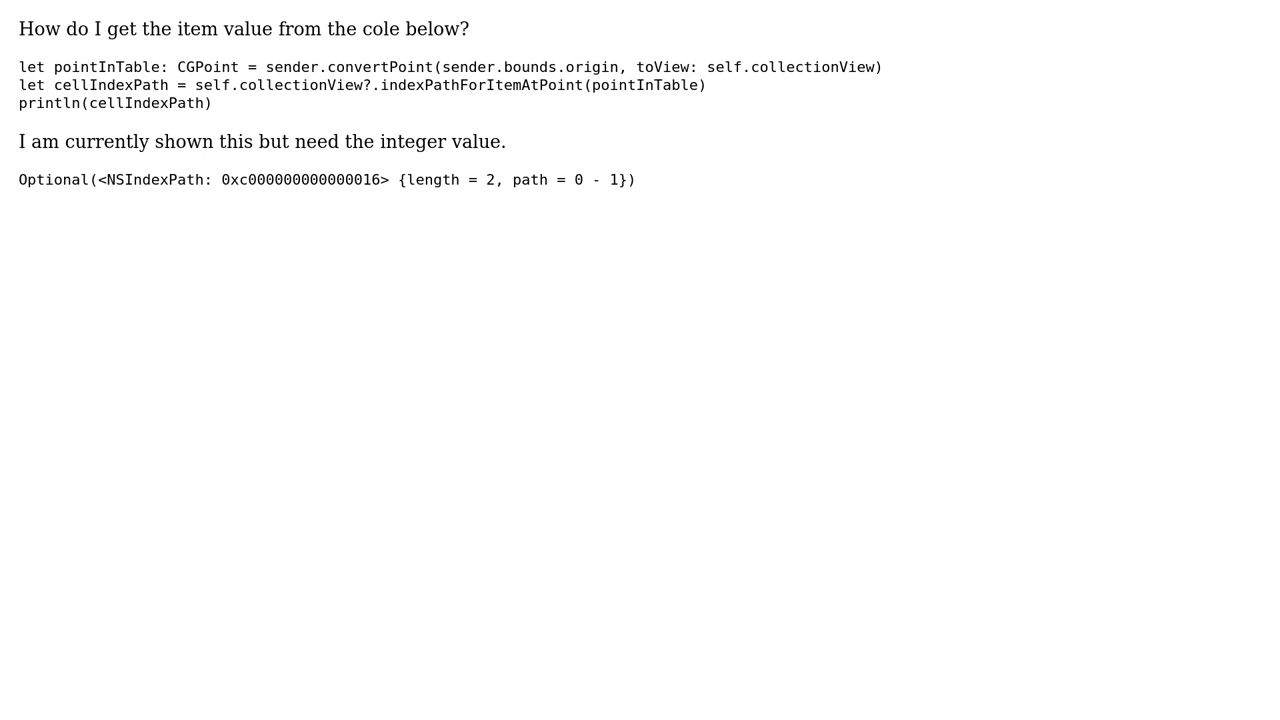 How do I get the item value from the cole below?
let pointInTable: CGPoint = sender.convertPoint(sender.bounds.origin, toView: self.collectionView)
let cellIndexPath = self.collectionView?.indexPathForItemAtPoint(pointInTable)
println(cellIndexPath)
I am currently shown this but need the integer value.
Optional(<NSIndexPath: 0xc000000000000016> {length = 2, path = 0 - 1})